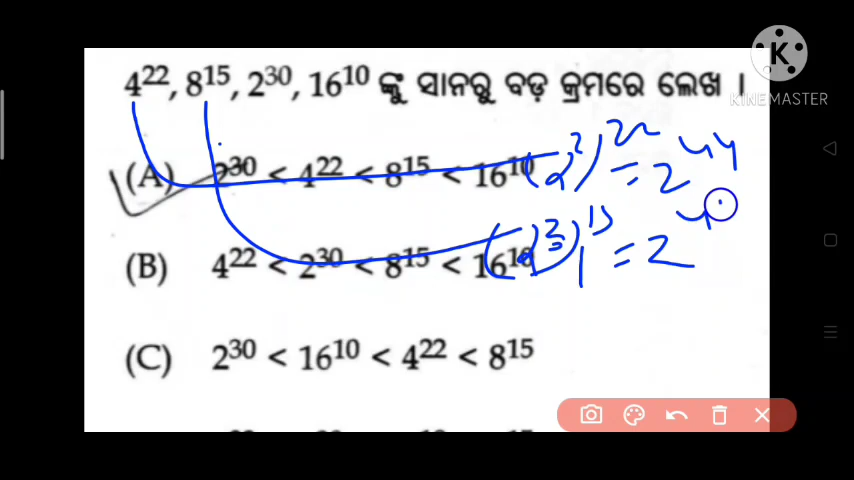 4²², 8¹⁵, 2³⁰, 16¹⁰ ଙ୍କୁ ସାନରୁ ବଡ଼ କ୍ରମରେ ଲେଖ ।
K
KINEMASTER
(A) 2³⁰ < 4²² < 8¹⁵ < 16¹⁰
(2²)²² = 2⁴⁴
(B) 4²² < 2³⁰ < 8¹⁵ < 16¹⁰
(2³)¹⁵ = 2⁴
(C) 2³⁰ < 16¹⁰ < 4²² < 8¹⁵